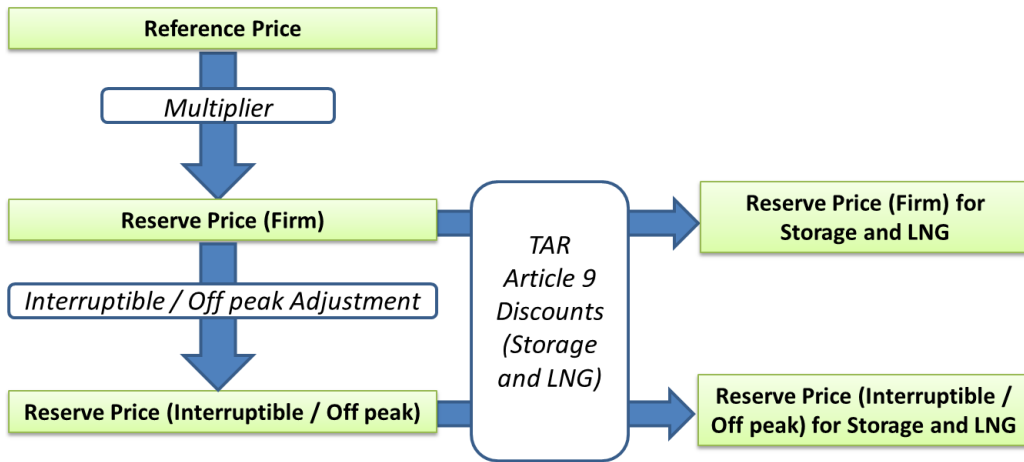 Reference Price
Multiplier
Reserve Price (Firm)
Interruptible / Off peak Adjustment
Reserve Price (Interruptible / Off peak)
TAR
Article 9
Discounts
(Storage
and LNG)
Reserve Price (Firm) for
Storage and LNG
Reserve Price (Interruptible /
Off peak) for Storage and LNG